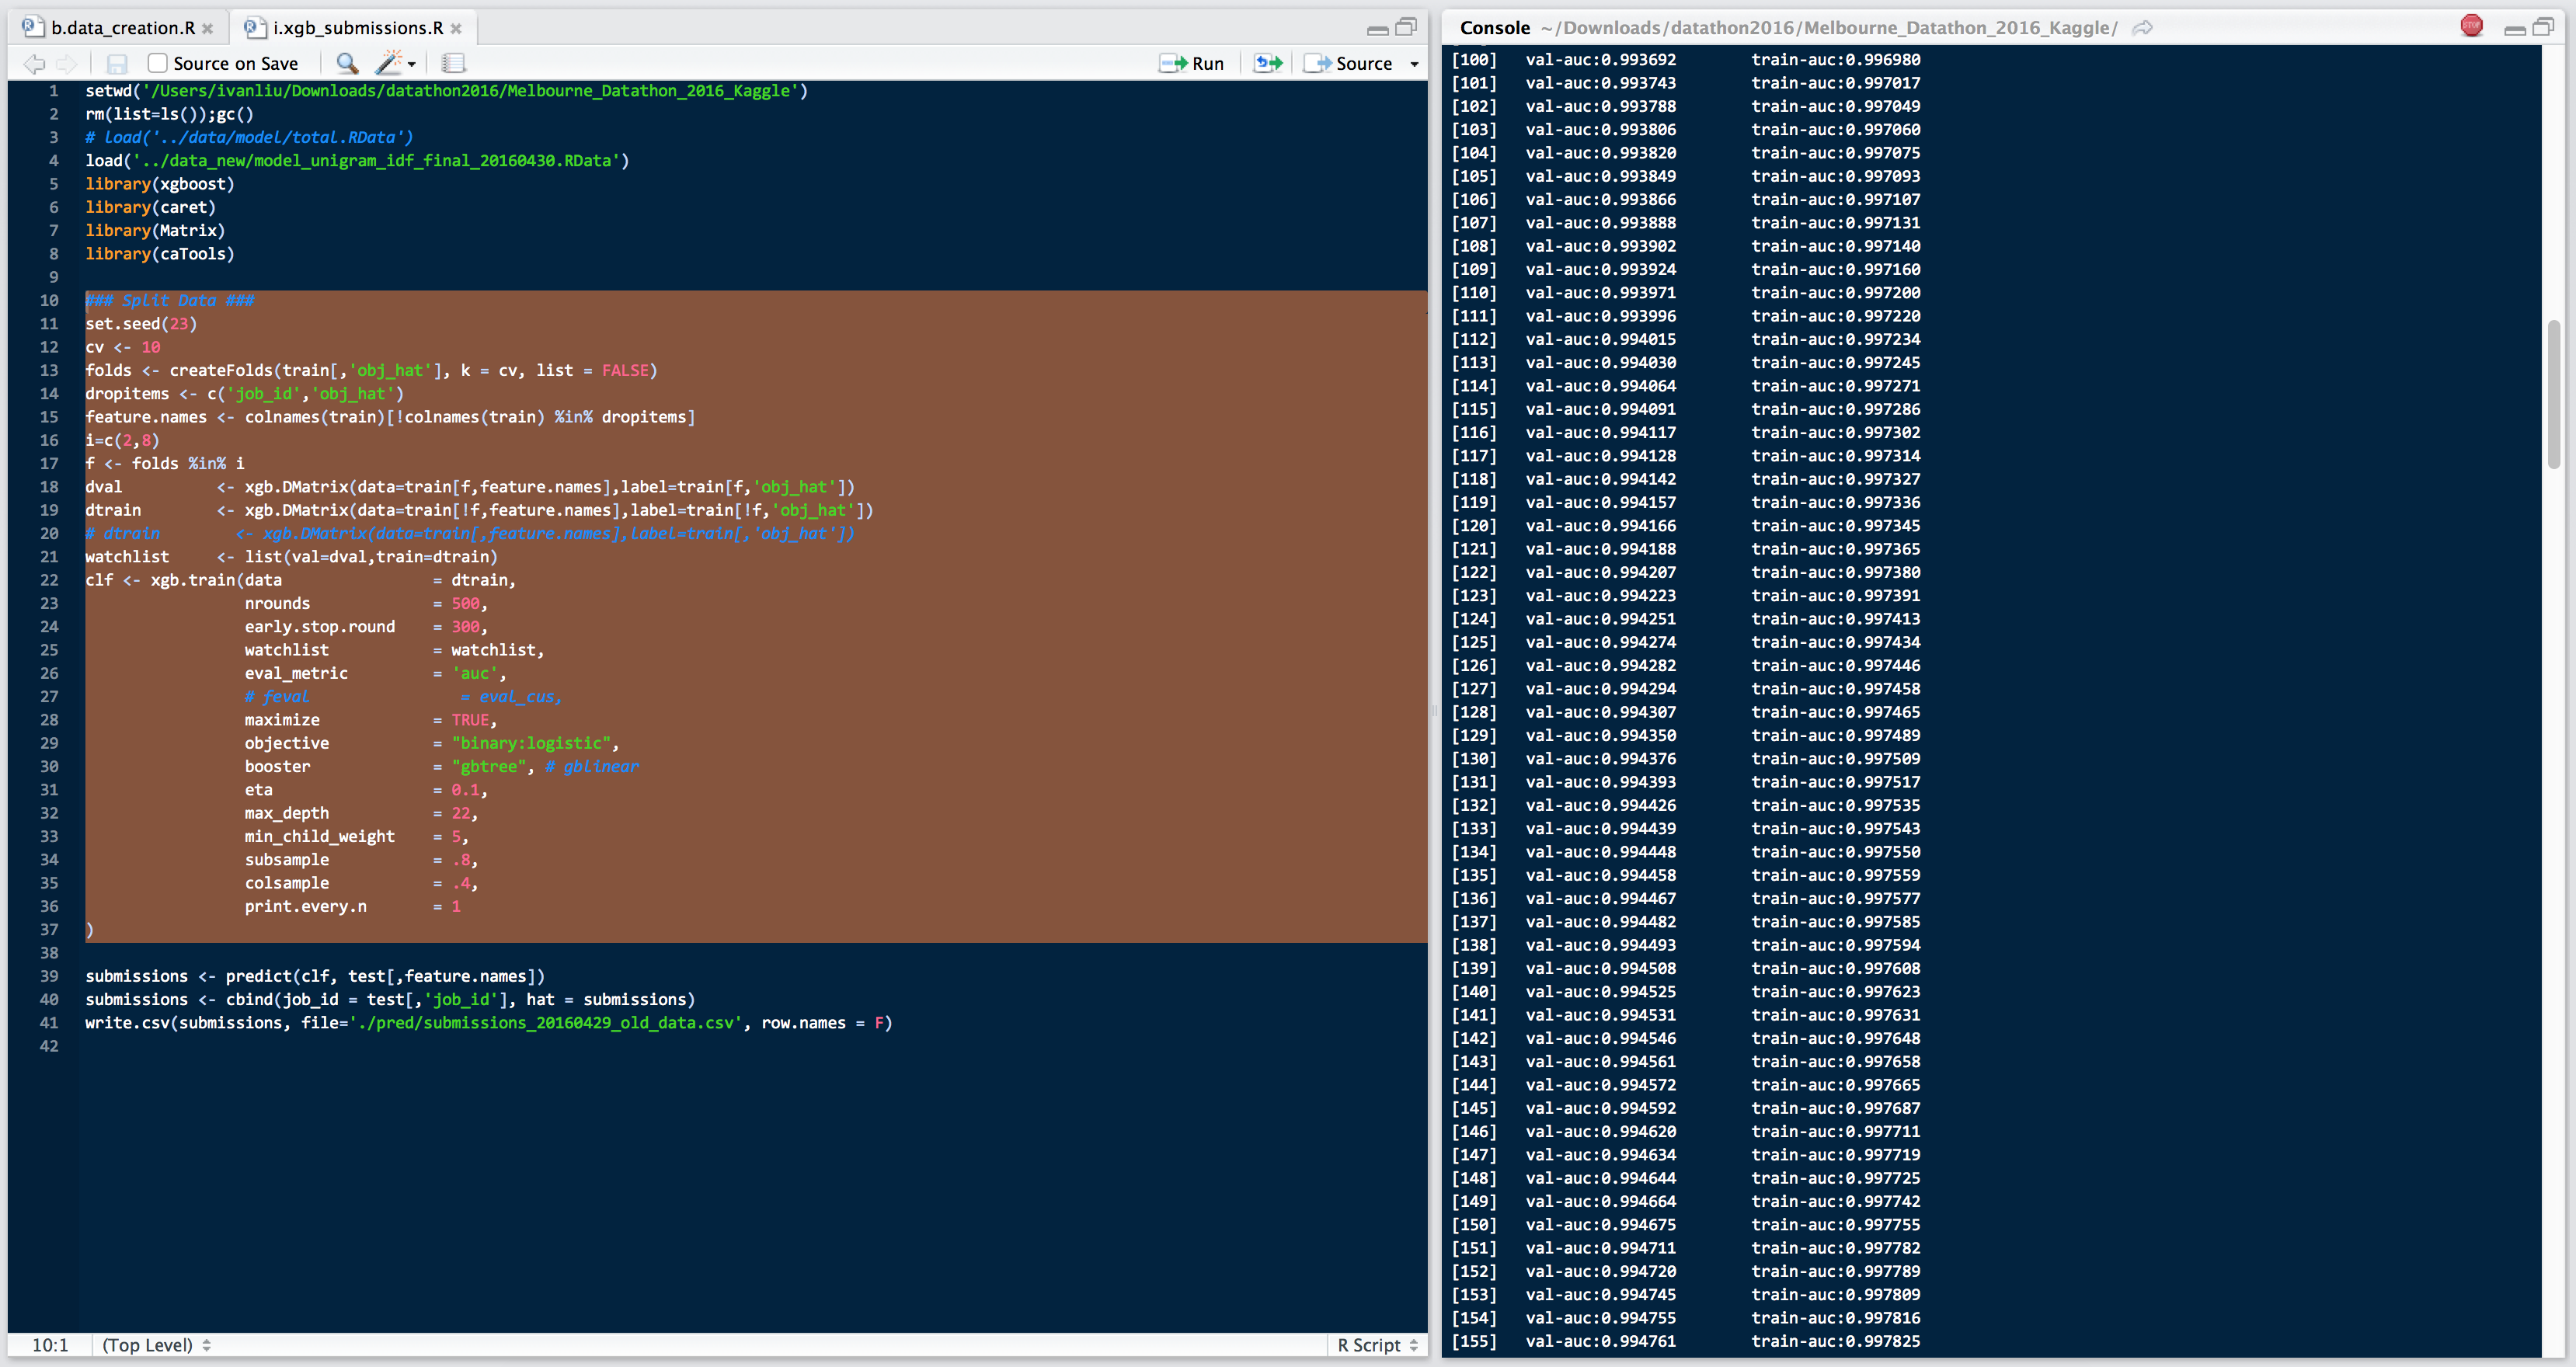 b.data_creation.R
i.xgb_submissions.R
Source on Save
Run
Source
1 setwd('/Users/ivanliu/Downloads/datathon2016/Melbourne_Datathon_2016_Kaggle')
2 rm(list=ls());gc()
3 # load('../data/model/total.RData')
4 load('../data_new/model_unigram_idf_final_20160430.RData')
5 library(xgboost)
6 library(caret)
7 library(Matrix)
8 library(caTools)
9
10 ### Split Data ###
11 set.seed(23)
12 cv <- 10
13 folds <- createFolds(train[,'obj_hat'], k = cv, list = FALSE)
14 dropitems <- c('job_id','obj_hat')
15 feature.names <- colnames(train)[!colnames(train) %in% dropitems]
16 i=c(2,8)
17 f <- folds %in% i
18 dval <- xgb.DMatrix(data=train[f,feature.names],label=train[f,'obj_hat'])
19 dtrain <- xgb.DMatrix(data=train[!f,feature.names],label=train[!f,'obj_hat'])
20 # dtrain <- xgb.DMatrix(data=train[,feature.names],label=train[,'obj_hat'])
21 watchlist <- list(val=dval,train=dtrain)
22 clf <- xgb.train(data = dtrain,
23 nrounds = 500,
24 early.stop.round = 300,
25 watchlist = watchlist,
26 eval_metric = 'auc',
27 # feval = eval_cus,
28 maximize = TRUE,
29 objective = "binary:logistic",
30 booster = "gbtree", # gblinear
31 eta = 0.1,
32 max_depth = 22,
33 min_child_weight = 5,
34 subsample = .8,
35 colsample = .4,
36 print.every.n = 1
37 )
38
39 submissions <- predict(clf, test[,feature.names])
40 submissions <- cbind(job_id = test[,'job_id'], hat = submissions)
41 write.csv(submissions, file='./pred/submissions_20160429_old_data.csv', row.names = F)
42
10:1 (Top Level) R Script
Console ~/Downloads/datathon2016/Melbourne_Datathon_2016_Kaggle/
STOP
[100] val-auc:0.993692 train-auc:0.996980
[101] val-auc:0.993743 train-auc:0.997017
[102] val-auc:0.993788 train-auc:0.997049
[103] val-auc:0.993806 train-auc:0.997060
[104] val-auc:0.993820 train-auc:0.997075
[105] val-auc:0.993849 train-auc:0.997093
[106] val-auc:0.993866 train-auc:0.997107
[107] val-auc:0.993888 train-auc:0.997131
[108] val-auc:0.993902 train-auc:0.997140
[109] val-auc:0.993924 train-auc:0.997160
[110] val-auc:0.993971 train-auc:0.997200
[111] val-auc:0.993996 train-auc:0.997220
[112] val-auc:0.994015 train-auc:0.997234
[113] val-auc:0.994030 train-auc:0.997245
[114] val-auc:0.994064 train-auc:0.997271
[115] val-auc:0.994091 train-auc:0.997286
[116] val-auc:0.994117 train-auc:0.997302
[117] val-auc:0.994128 train-auc:0.997314
[118] val-auc:0.994142 train-auc:0.997327
[119] val-auc:0.994157 train-auc:0.997336
[120] val-auc:0.994166 train-auc:0.997345
[121] val-auc:0.994188 train-auc:0.997365
[122] val-auc:0.994207 train-auc:0.997380
[123] val-auc:0.994223 train-auc:0.997391
[124] val-auc:0.994251 train-auc:0.997413
[125] val-auc:0.994274 train-auc:0.997434
[126] val-auc:0.994282 train-auc:0.997446
[127] val-auc:0.994294 train-auc:0.997458
[128] val-auc:0.994307 train-auc:0.997465
[129] val-auc:0.994350 train-auc:0.997489
[130] val-auc:0.994376 train-auc:0.997509
[131] val-auc:0.994393 train-auc:0.997517
[132] val-auc:0.994426 train-auc:0.997535
[133] val-auc:0.994439 train-auc:0.997543
[134] val-auc:0.994448 train-auc:0.997550
[135] val-auc:0.994458 train-auc:0.997559
[136] val-auc:0.994467 train-auc:0.997577
[137] val-auc:0.994482 train-auc:0.997585
[138] val-auc:0.994493 train-auc:0.997594
[139] val-auc:0.994508 train-auc:0.997608
[140] val-auc:0.994525 train-auc:0.997623
[141] val-auc:0.994531 train-auc:0.997631
[142] val-auc:0.994546 train-auc:0.997648
[143] val-auc:0.994561 train-auc:0.997658
[144] val-auc:0.994572 train-auc:0.997665
[145] val-auc:0.994592 train-auc:0.997687
[146] val-auc:0.994620 train-auc:0.997711
[147] val-auc:0.994634 train-auc:0.997719
[148] val-auc:0.994644 train-auc:0.997725
[149] val-auc:0.994664 train-auc:0.997742
[150] val-auc:0.994675 train-auc:0.997755
[151] val-auc:0.994711 train-auc:0.997782
[152] val-auc:0.994720 train-auc:0.997789
[153] val-auc:0.994745 train-auc:0.997809
[154] val-auc:0.994755 train-auc:0.997816
[155] val-auc:0.994761 train-auc:0.997825